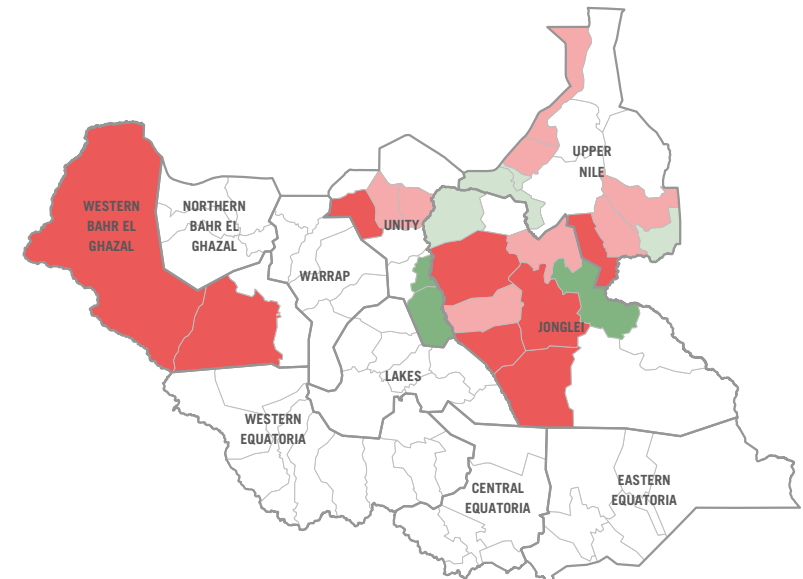 UPPER
NILE
WESTERN
BAHR EL
GHAZAL
NORTHERN
BAHR EL
GHAZAL
UNITY
WARRAP
JONGLEI
LAKES
WESTERN
EQUATORIA
CENTRAL
EQUATORIA
EASTERN
EQUATORIA